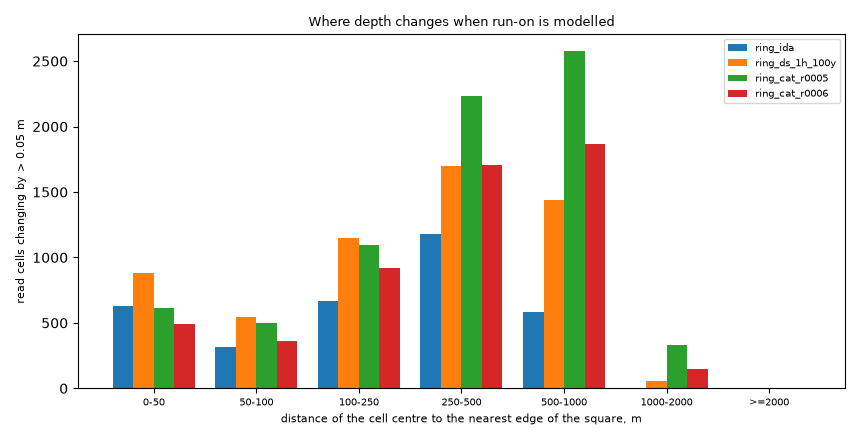 Where depth changes when run-on is modelled
ring_ida
ring_ds_1h_100y
ring_cat_r0005
ring_cat_r0006
read cells changing by > 0.05 m
2500
2000
1500
1000
500
0
0-50 50-100 100-250 250-500 500-1000 1000-2000 >=2000
distance of the cell centre to the nearest edge of the square, m